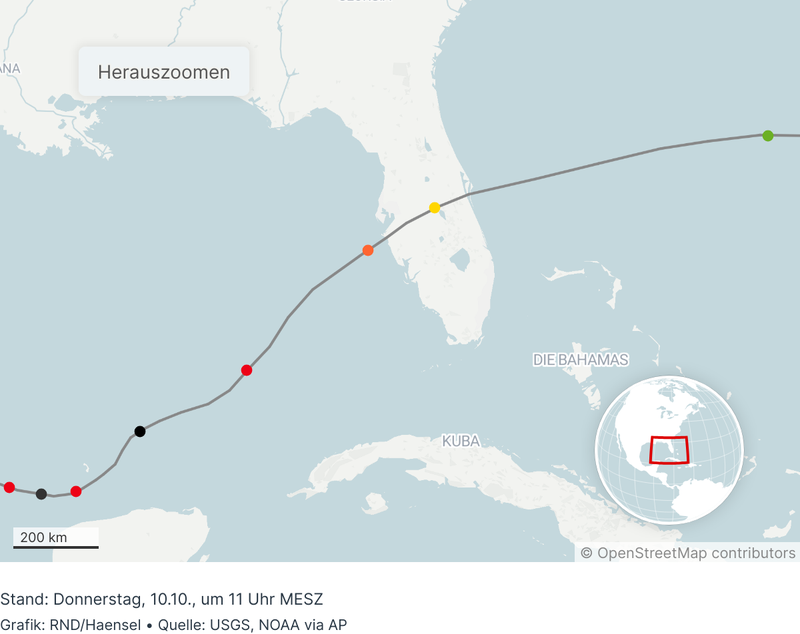 ANA
Herauszoomen
DIE BAHAMAS
KUBA
200 km
© OpenStreetMap contributors
Stand: Donnerstag, 10.10., um 11 Uhr MESZ
Grafik: RND/Haensel • Quelle: USGS, NOAA via AP